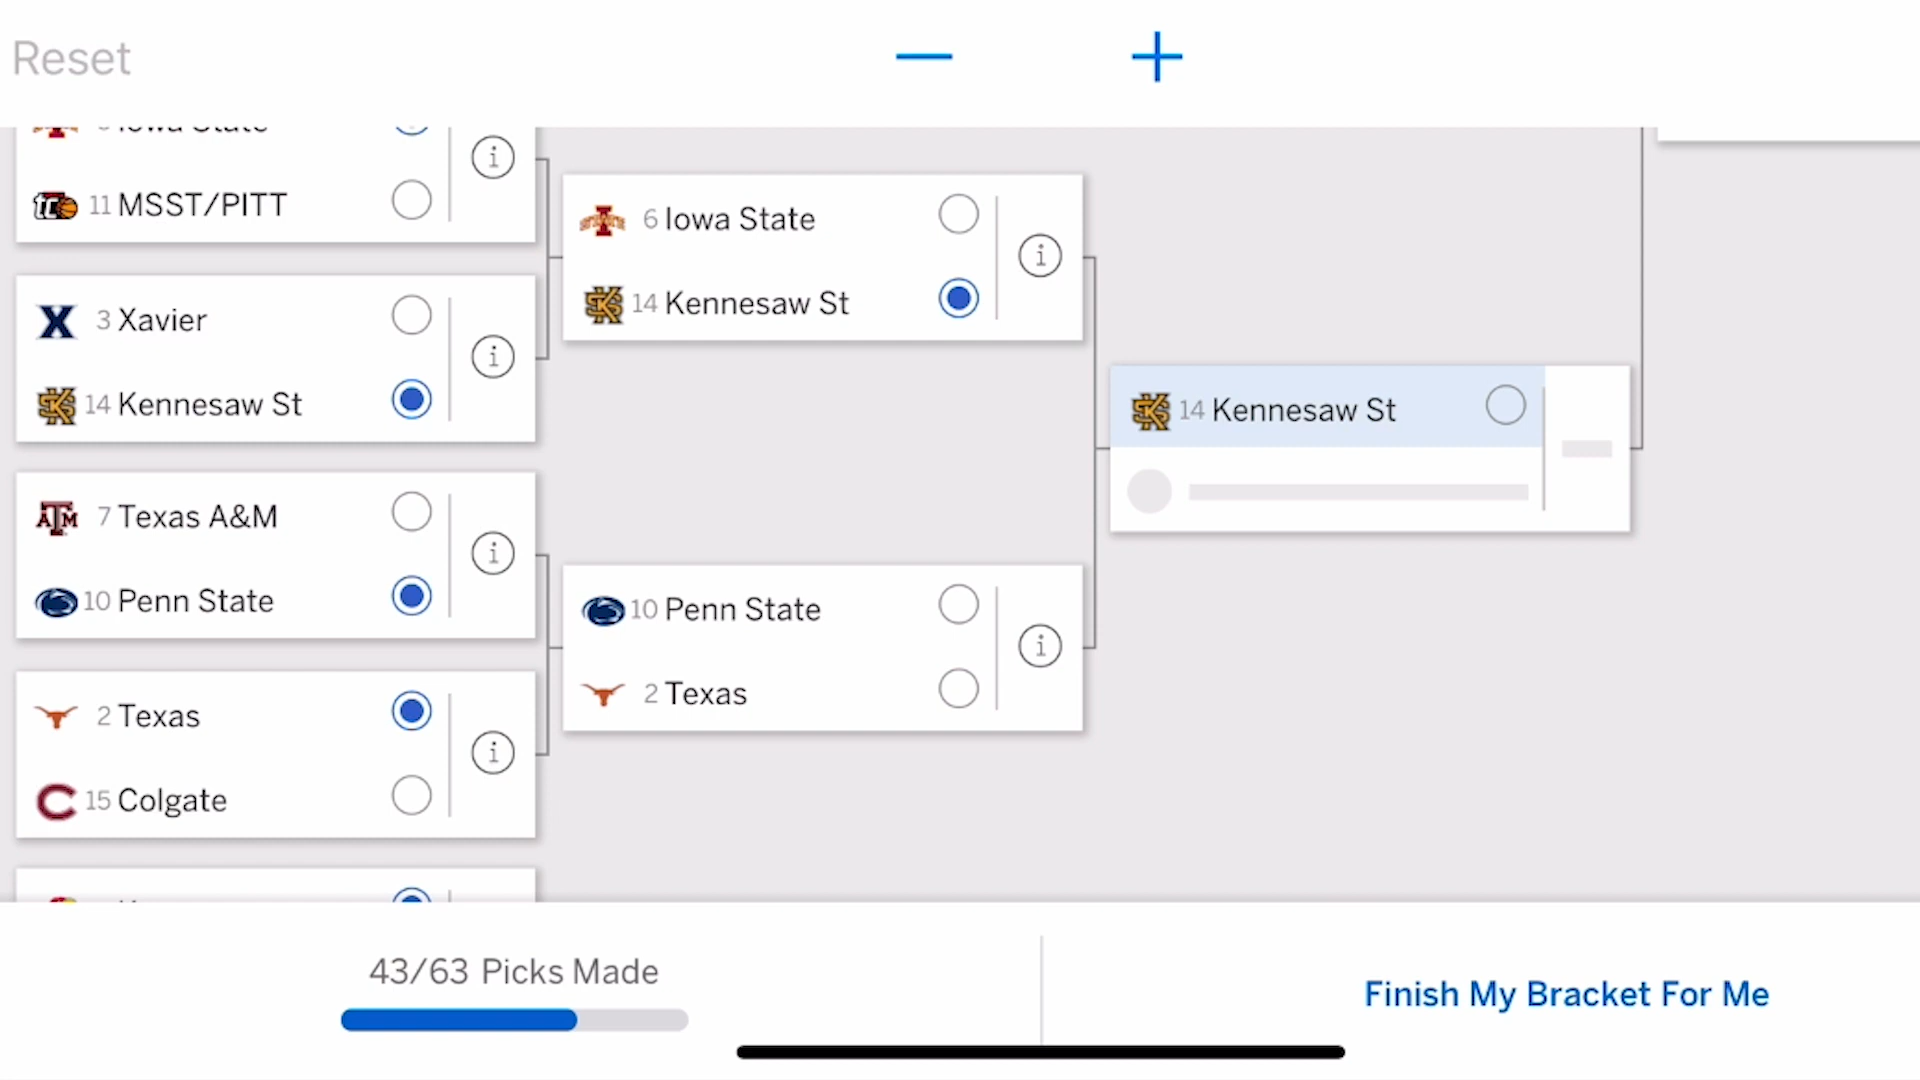 Reset
Iowa State
11 MSST/PITT
3 Xavier
14 Kennesaw St
7 Texas A&M
10 Penn State
2 Texas
15 Colgate
6 Iowa State
14 Kennesaw St
10 Penn State
2 Texas
14 Kennesaw St
43/63 Picks Made
Finish My Bracket For Me